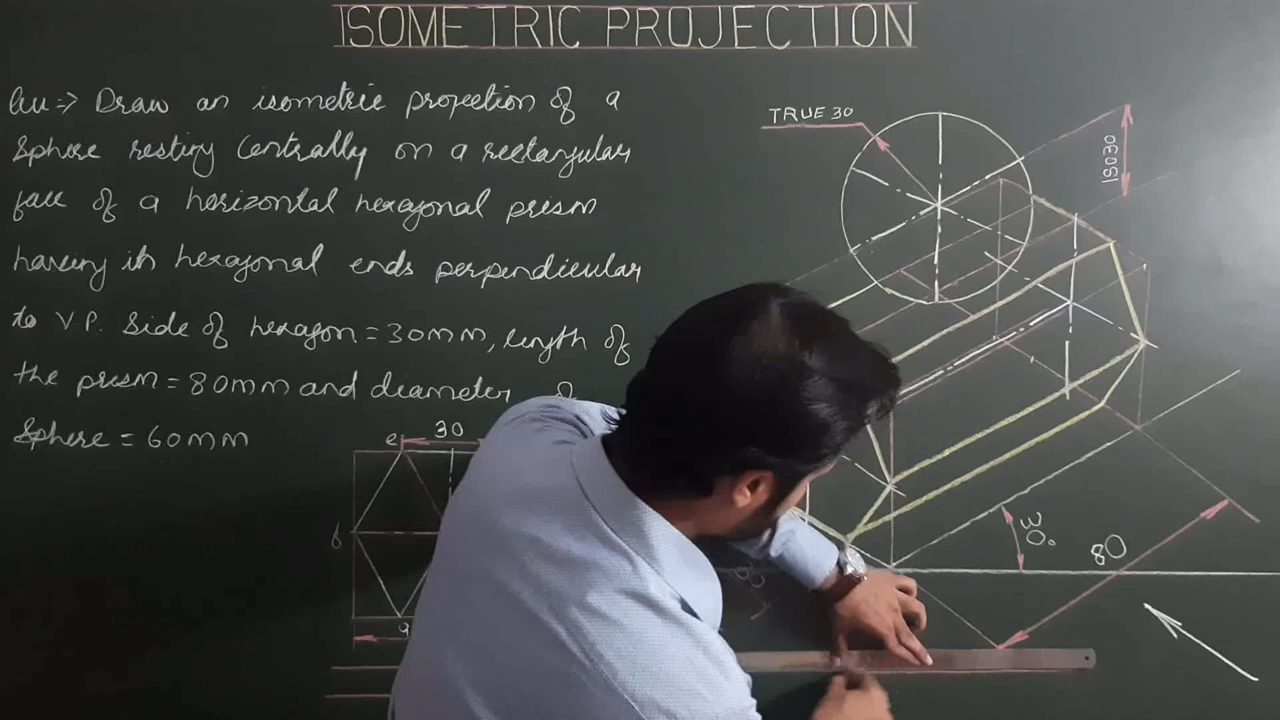 ISOMETRIC PROJECTION
Qu => Draw an isometric projection of a
Sphere resting Centrally on a rectangular
face of a horizontal hexagonal prism
having its hexagonal ends perpendicular
to V.P. Side of hexagon = 30mm, length of
the prism = 80mm and diameter of
Sphere = 60mm
TRUE 30
ISO30
e 30
f
a
30°
80